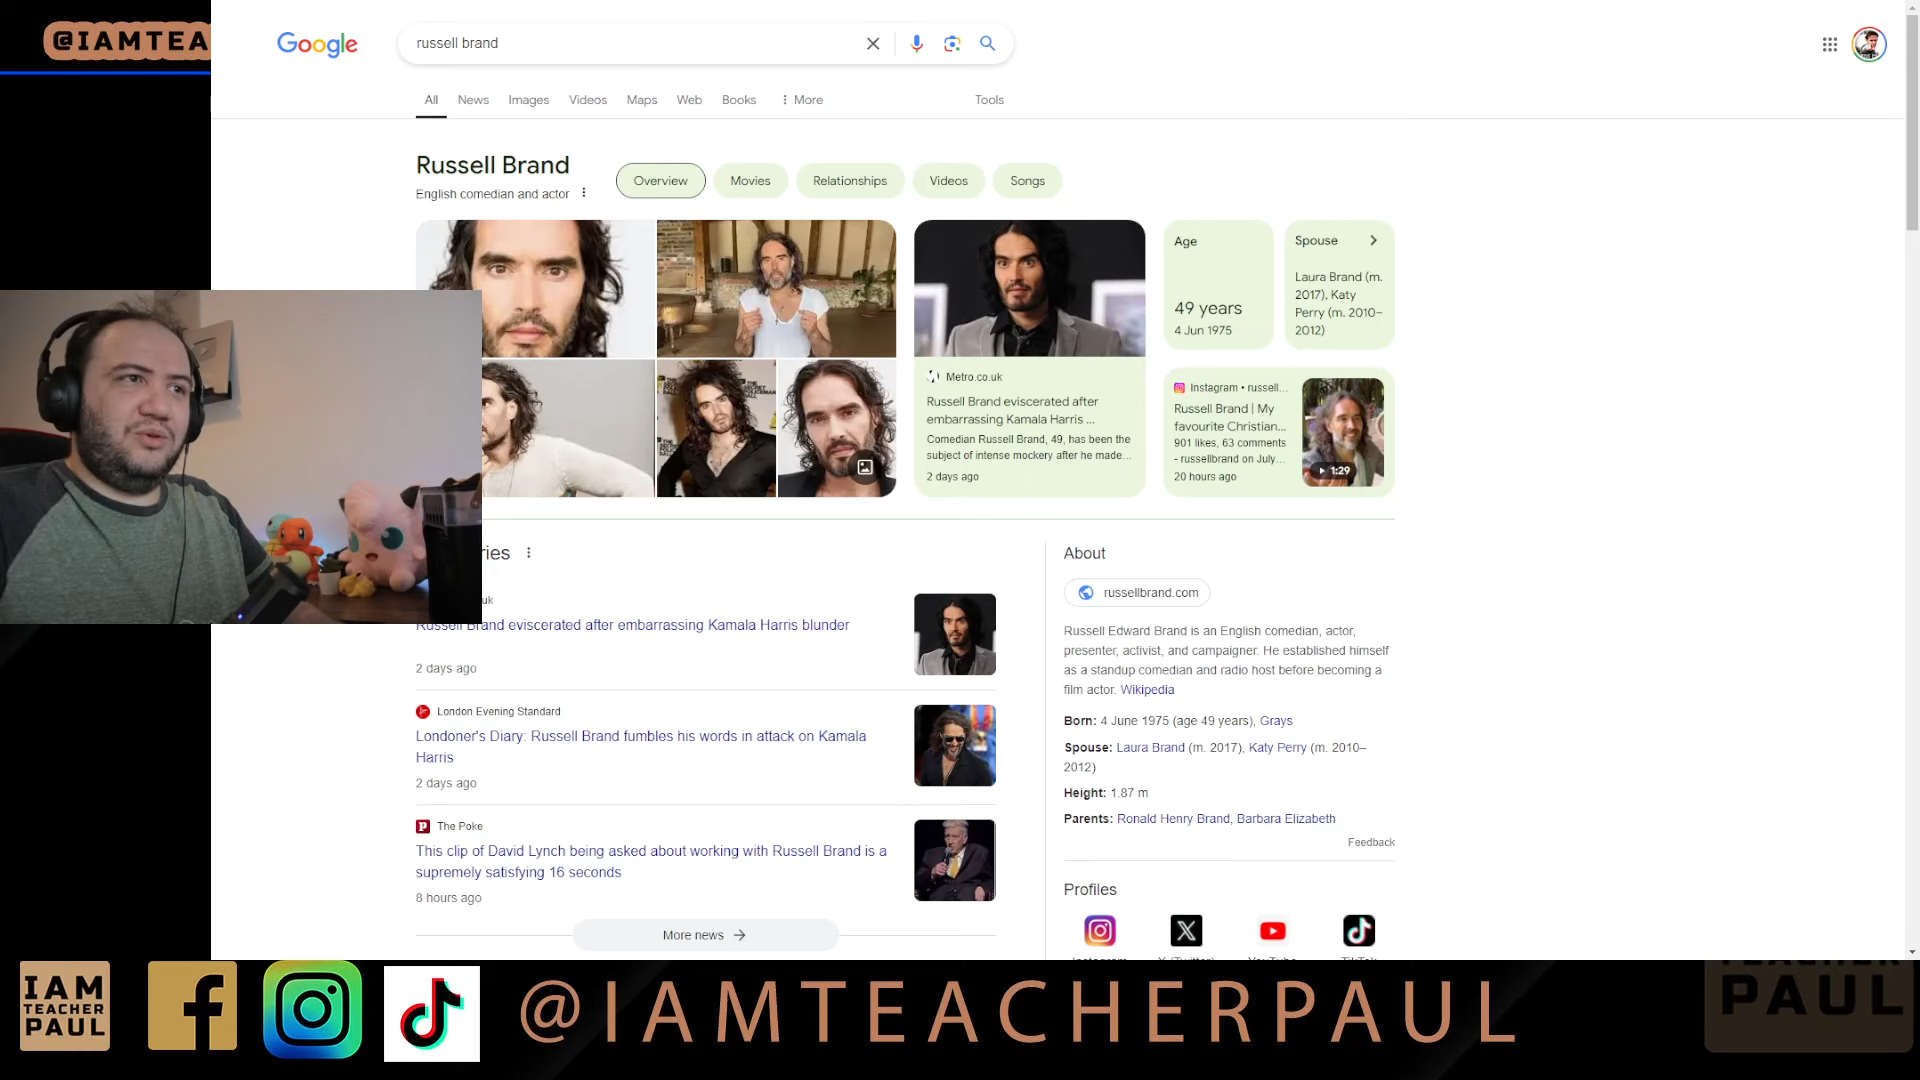 @IAMTEA
Google
russell brand
All News Images Videos Maps Web Books More Tools
Russell Brand
English comedian and actor
Overview Movies Relationships Videos Songs
Metro.co.uk
Russell Brand eviscerated after
embarrassing Kamala Harris ...
Comedian Russell Brand, 49, has been the
subject of intense mockery after he made...
2 days ago
Age
49 years
4 Jun 1975
Spouse
Laura Brand (m.
2017), Katy
Perry (m. 2010–
2012)
Instagram • russell...
Russell Brand | My
favourite Christian...
901 likes, 63 comments
- russellbrand on July...
20 hours ago
1:29
ries
uk
Russell Brand eviscerated after embarrassing Kamala Harris blunder
2 days ago
London Evening Standard
Londoner's Diary: Russell Brand fumbles his words in attack on Kamala
Harris
2 days ago
The Poke
This clip of David Lynch being asked about working with Russell Brand is a
supremely satisfying 16 seconds
8 hours ago
More news
About
russellbrand.com
Russell Edward Brand is an English comedian, actor,
presenter, activist, and campaigner. He established himself
as a standup comedian and radio host before becoming a
film actor. Wikipedia
Born: 4 June 1975 (age 49 years), Grays
Spouse: Laura Brand (m. 2017), Katy Perry (m. 2010–
2012)
Height: 1.87 m
Parents: Ronald Henry Brand, Barbara Elizabeth
Feedback
Profiles
Instagram X (Twitter) YouTube TikTok
IAM
TEACHER
PAUL
@IAMTEACHERPAUL
TEACHER
PAUL